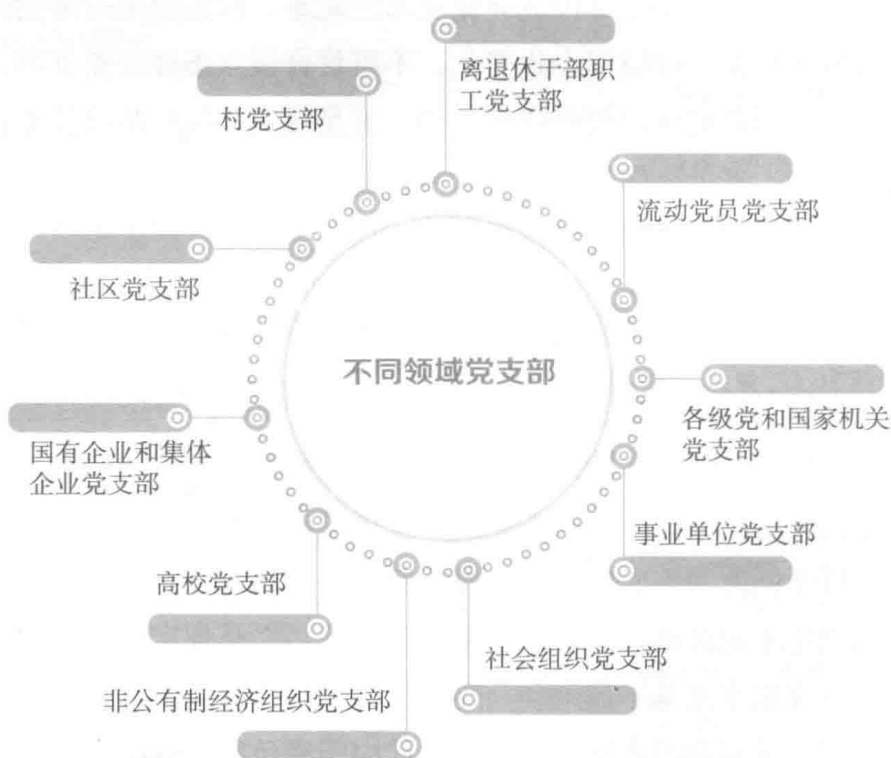 离退休干部职
工党支部
村党支部
流动党员党支部
社区党支部
不同领域党支部
各级党和国家机关
党支部
国有企业和集体
企业党支部
事业单位党支部
高校党支部
社会组织党支部
非公有制经济组织党支部